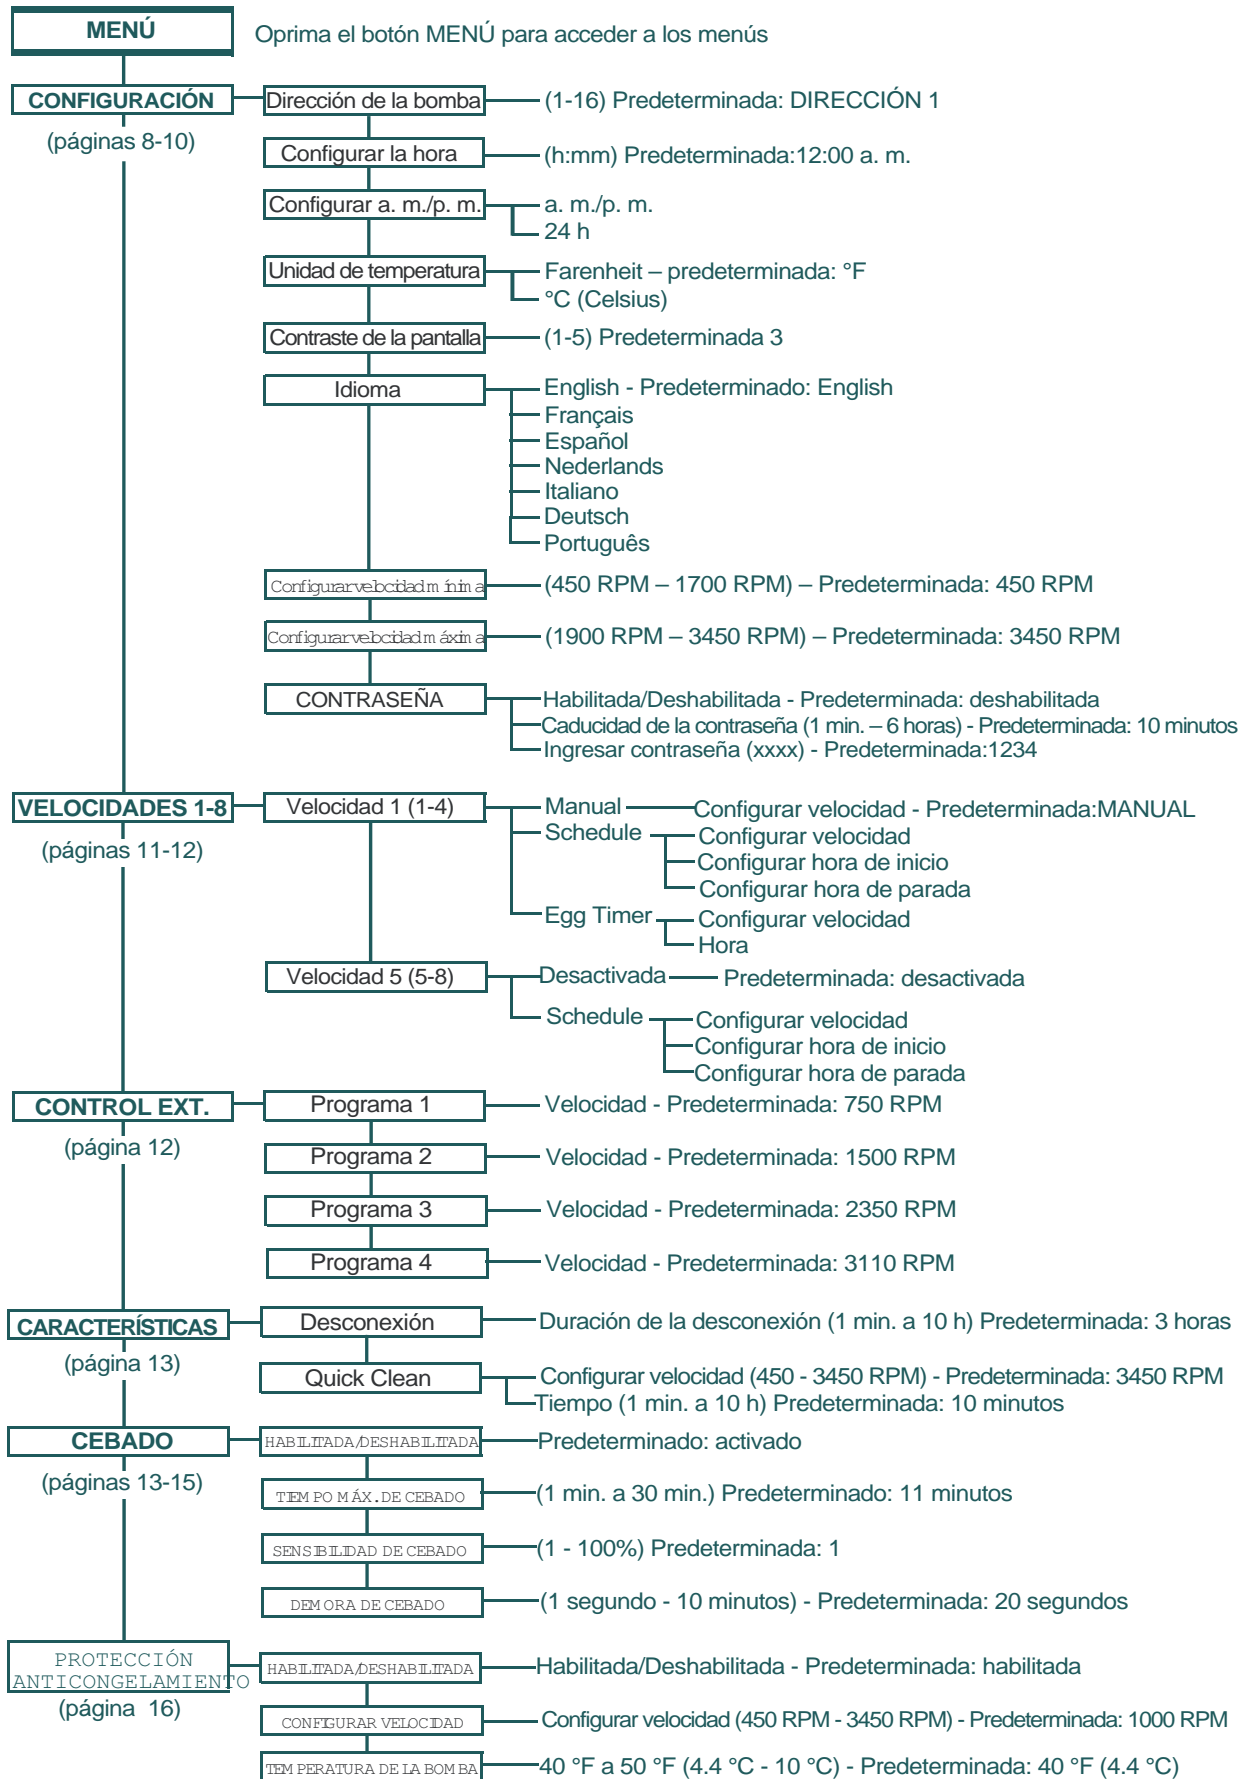 MENÚ
Oprima el botón MENÚ para acceder a los menús
CONFIGURACIÓN
(páginas 8-10)
Dirección de la bomba
(1-16) Predeterminada: DIRECCIÓN 1
Configurar la hora
(h:mm) Predeterminada:12:00 a. m.
Configurar a. m./p. m.
a. m./p. m.
24 h
Unidad de temperatura
Farenheit – predeterminada: °F
°C (Celsius)
Contraste de la pantalla
(1-5) Predeterminada 3
Idioma
English - Predeterminado: English
Français
Español
Nederlands
Italiano
Deutsch
Português
Configurar velocidad mínima
(450 RPM – 1700 RPM) – Predeterminada: 450 RPM
Configurar velocidad máxima
(1900 RPM – 3450 RPM) – Predeterminada: 3450 RPM
CONTRASEÑA
Habilitada/Deshabilitada - Predeterminada: deshabilitada
Caducidad de la contraseña (1 min. – 6 horas) - Predeterminada: 10 minutos
Ingresar contraseña (xxxx) - Predeterminada:1234
VELOCIDADES 1-8
(páginas 11-12)
Velocidad 1 (1-4)
Manual
Configurar velocidad - Predeterminada:MANUAL
Schedule
Configurar velocidad
Configurar hora de inicio
Configurar hora de parada
Egg Timer
Configurar velocidad
Hora
Velocidad 5 (5-8)
Desactivada
Predeterminada: desactivada
Schedule
Configurar velocidad
Configurar hora de inicio
Configurar hora de parada
CONTROL EXT.
(página 12)
Programa 1
Velocidad - Predeterminada: 750 RPM
Programa 2
Velocidad - Predeterminada: 1500 RPM
Programa 3
Velocidad - Predeterminada: 2350 RPM
Programa 4
Velocidad - Predeterminada: 3110 RPM
CARACTERÍSTICAS
(página 13)
Desconexión
Duración de la desconexión (1 min. a 10 h) Predeterminada: 3 horas
Quick Clean
Configurar velocidad (450 - 3450 RPM) - Predeterminada: 3450 RPM
Tiempo (1 min. a 10 h) Predeterminada: 10 minutos
CEBADO
(páginas 13-15)
HABILITADA/DESHABILITADA
Predeterminado: activado
TIEMPO MÁX. DE CEBADO
(1 min. a 30 min.) Predeterminado: 11 minutos
SENSIBILIDAD DE CEBADO
(1 - 100%) Predeterminada: 1
DEMORA DE CEBADO
(1 segundo - 10 minutos) - Predeterminada: 20 segundos
PROTECCIÓN
ANTICONGELAMIENTO
(página 16)
HABILITADA/DESHABILITADA
Habilitada/Deshabilitada - Predeterminada: habilitada
CONFIGURAR VELOCIDAD
Configurar velocidad (450 RPM - 3450 RPM) - Predeterminada: 1000 RPM
TEMPERATURA DE LA BOMBA
40 °F a 50 °F (4.4 °C - 10 °C) - Predeterminada: 40 °F (4.4 °C)